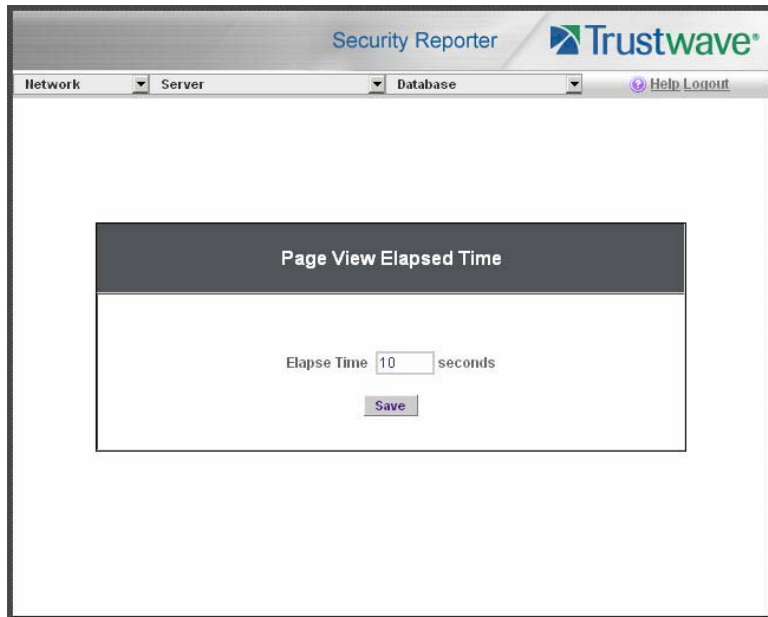 Security Reporter
Trustwave®
Network Server Database Help Logout
Page View Elapsed Time
Elapse Time 10 seconds
Save